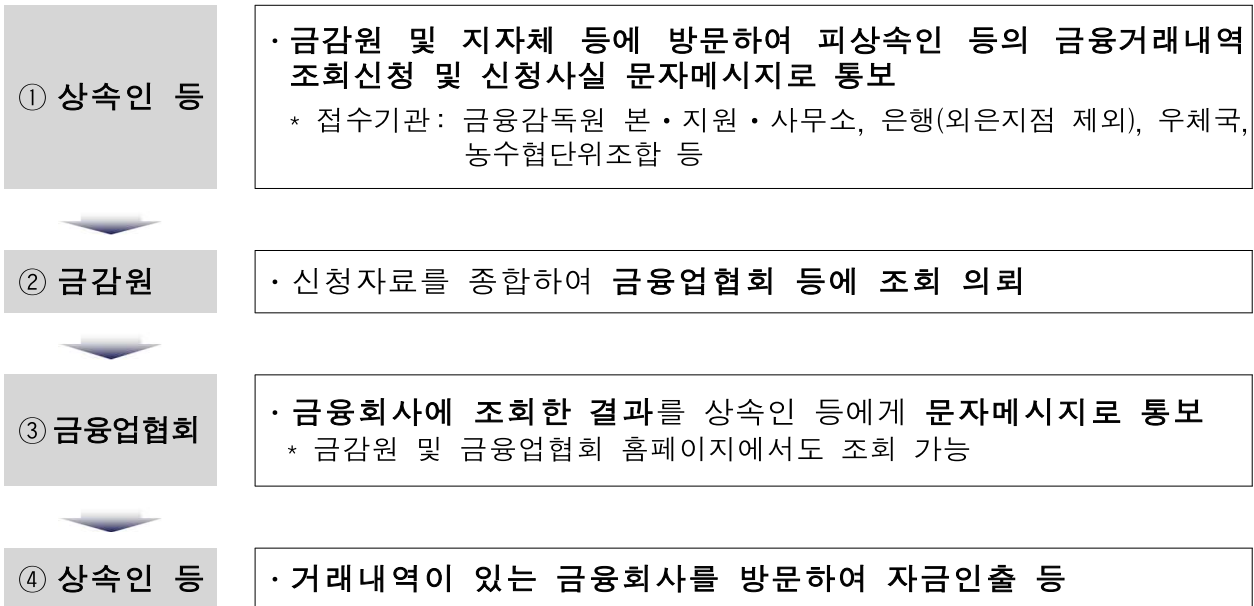 ① 상속인 등
· 금감원 및 지자체 등에 방문하여 피상속인 등의 금융거래내역
조회신청 및 신청사실 문자메시지로 통보
* 접수기관 : 금융감독원 본·지원·사무소, 은행(외은지점 제외), 우체국,
농수협단위조합 등
② 금감원
· 신청자료를 종합하여 금융업협회 등에 조회 의뢰
③ 금융업협회
· 금융회사에 조회한 결과를 상속인 등에게 문자메시지로 통보
* 금감원 및 금융업협회 홈페이지에서도 조회 가능
④ 상속인 등
· 거래내역이 있는 금융회사를 방문하여 자금인출 등